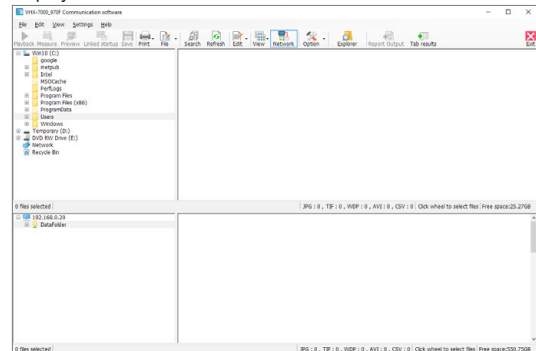 VHX-7000_970F Communication software
File Edit View Settings Help
Playback Measure Preview Linked startup Save Print File Search Refresh Edit View Network Option Explorer Report Output Tab results Exit
Win10 (C:)
google
inetpub
Intel
MSOCache
PerfLogs
Program Files
Program Files (x86)
ProgramData
Users
Windows
Temporary (D:)
DVD RW Drive (E:)
Network
Recycle Bin
0 files selected JPG : 0 , TIF : 0 , WDP : 0 , AVI : 0 , CSV : 0 Click wheel to select files Free space:25.27GB
192.168.0.20
DataFolder
0 files selected JPG : 0 , TIF : 0 , WDP : 0 , AVI : 0 , CSV : 0 Click wheel to select files Free space:550.75GB